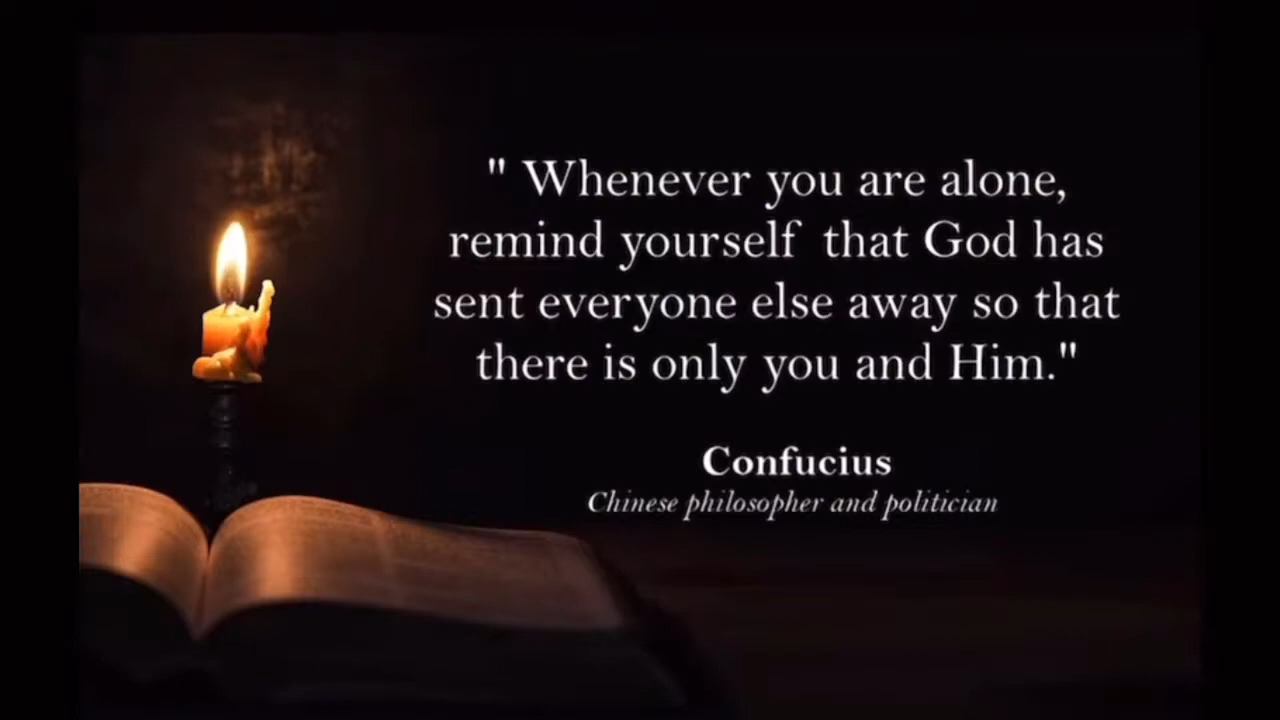 " Whenever you are alone,
remind yourself that God has
sent everyone else away so that
there is only you and Him."
Confucius
Chinese philosopher and politician